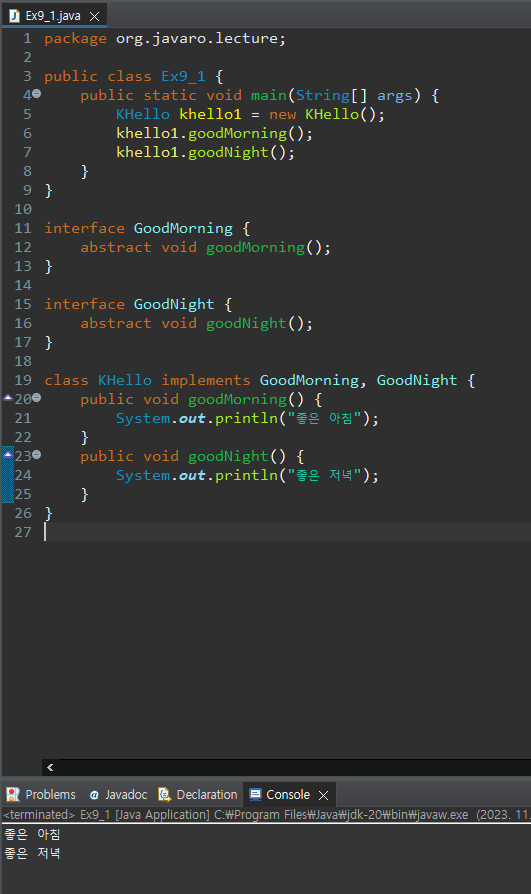 Ex9_1.java
1 package org.javaro.lecture;
2
3 public class Ex9_1 {
4 public static void main(String[] args) {
5 KHello khello1 = new KHello();
6 khello1.goodMorning();
7 khello1.goodNight();
8 }
9 }
10
11 interface GoodMorning {
12 abstract void goodMorning();
13 }
14
15 interface GoodNight {
16 abstract void goodNight();
17 }
18
19 class KHello implements GoodMorning, GoodNight {
20 public void goodMorning() {
21 System.out.println("좋은 아침");
22 }
23 public void goodNight() {
24 System.out.println("좋은 저녁");
25 }
26 }
27
Problems Javadoc Declaration Console
<terminated> Ex9_1 [Java Application] C:₩Program Files₩Java₩jdk-20₩bin₩javaw.exe (2023. 11.
좋은 아침
좋은 저녁